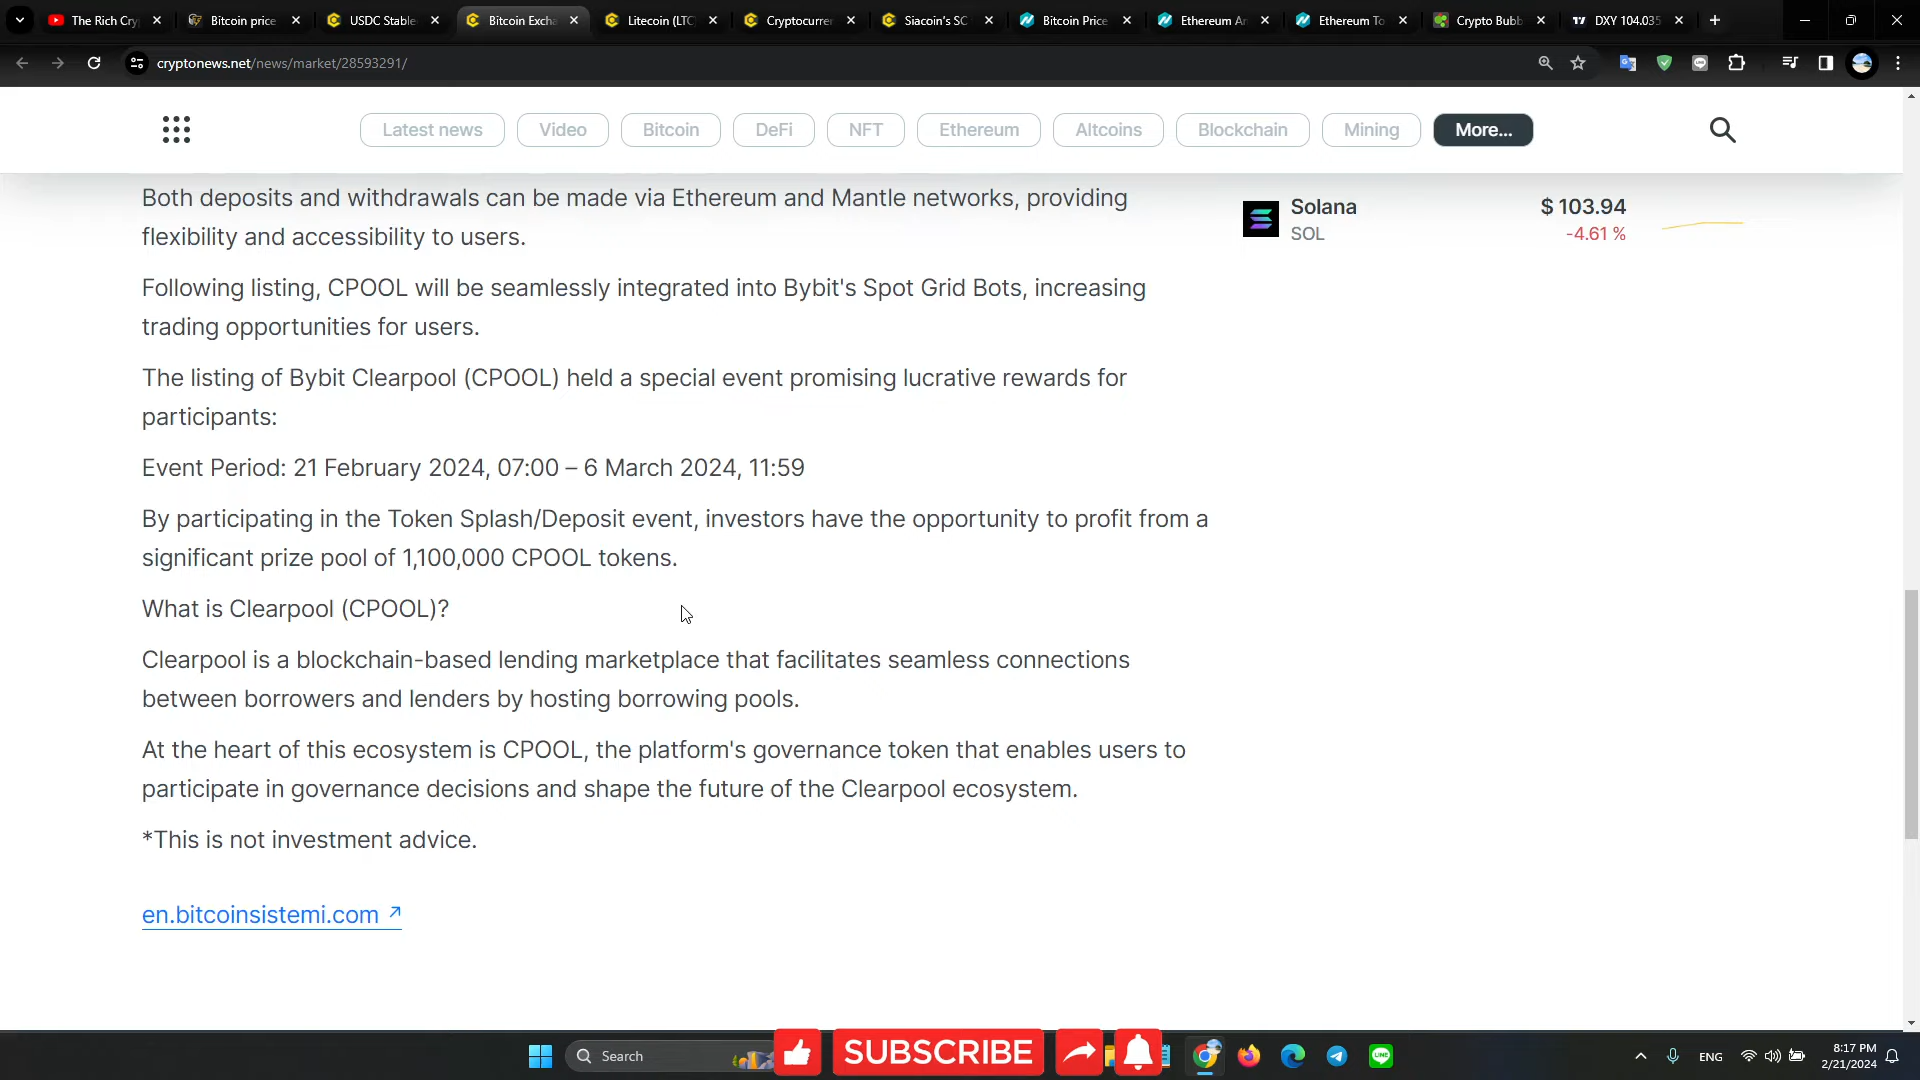 The Rich Cry
Bitcoin price
USDC Stable
Bitcoin Excha
Litecoin (LTC
Cryptocurren
Siacoin's SC
Bitcoin Price
Ethereum An
Ethereum To
Crypto Bubb
DXY 104.035
cryptonews.net/news/market/28593291/
Latest news
Video
Bitcoin
DeFi
NFT
Ethereum
Altcoins
Blockchain
Mining
More...
Both deposits and withdrawals can be made via Ethereum and Mantle networks, providing
flexibility and accessibility to users.
Solana
SOL
$ 103.94
-4.61 %
Following listing, CPOOL will be seamlessly integrated into Bybit's Spot Grid Bots, increasing
trading opportunities for users.
The listing of Bybit Clearpool (CPOOL) held a special event promising lucrative rewards for
participants:
Event Period: 21 February 2024, 07:00 – 6 March 2024, 11:59
By participating in the Token Splash/Deposit event, investors have the opportunity to profit from a
significant prize pool of 1,100,000 CPOOL tokens.
What is Clearpool (CPOOL)?
Clearpool is a blockchain-based lending marketplace that facilitates seamless connections
between borrowers and lenders by hosting borrowing pools.
At the heart of this ecosystem is CPOOL, the platform's governance token that enables users to
participate in governance decisions and shape the future of the Clearpool ecosystem.
*This is not investment advice.
en.bitcoinsistemi.com ↗
Search
SUBSCRIBE
LINE
ENG
8:17 PM
2/21/2024